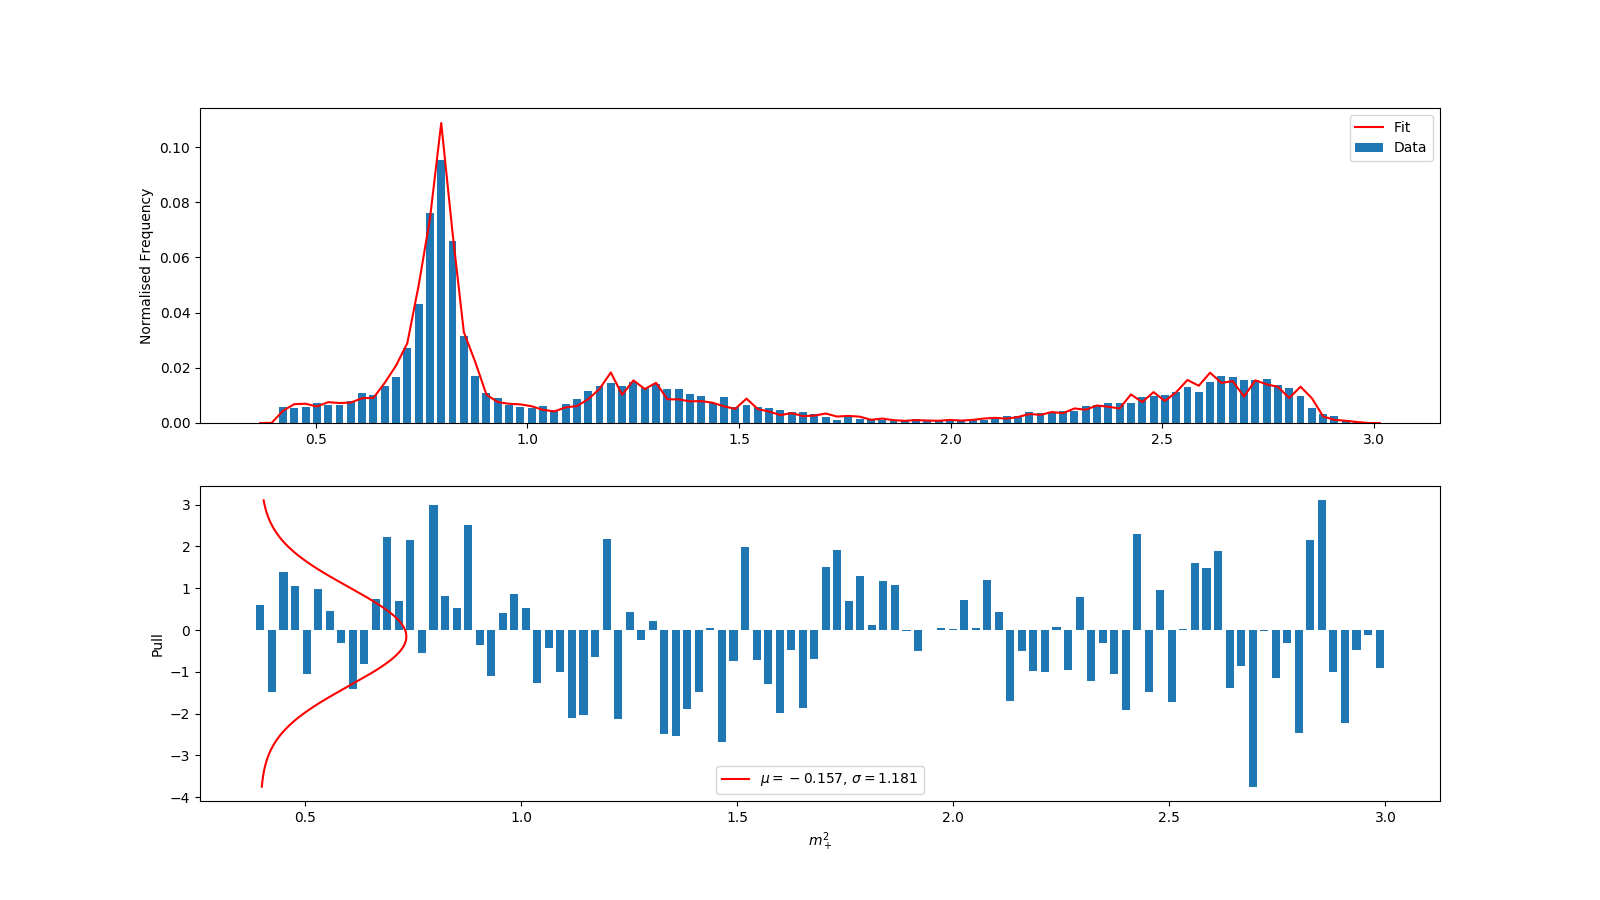 Fit
Data
Normalised Frequency
0.10
0.08
0.06
0.04
0.02
0.00
0.5 1.0 1.5 2.0 2.5 3.0
Pull
3
2
1
0
−1
−2
−3
−4
μ = −0.157, σ = 1.181
0.5 1.0 1.5 2.0 2.5 3.0
m²₊